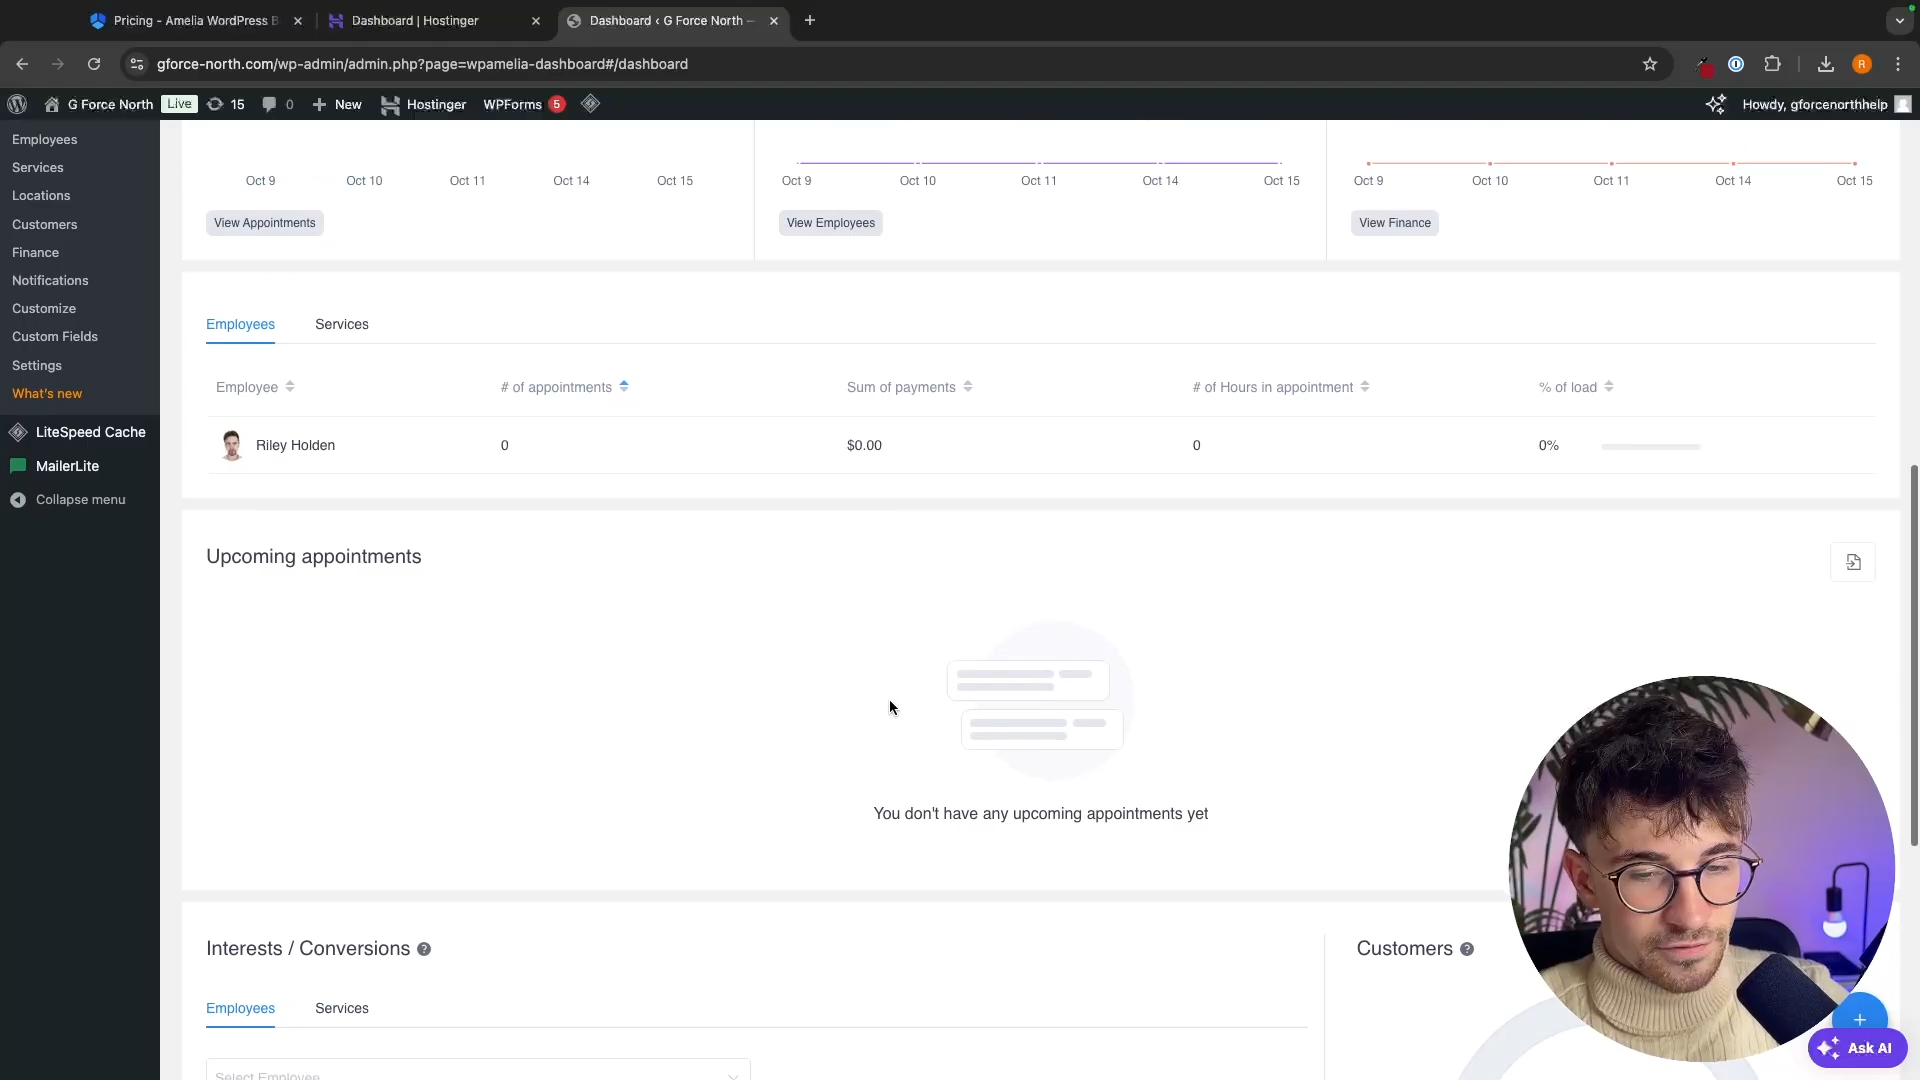 Pricing - Amelia WordPress B
Dashboard | Hostinger
Dashboard ‹ G Force North —
gforce-north.com/wp-admin/admin.php?page=wpamelia-dashboard#/dashboard
R
G Force North
Live
15
0
New
Hostinger
WPForms
5
Howdy, gforcenorthhelp
Employees
Services
Locations
Customers
Finance
Notifications
Customize
Custom Fields
Settings
What's new
LiteSpeed Cache
MailerLite
Collapse menu
Oct 9 Oct 10 Oct 11 Oct 14 Oct 15
Oct 9 Oct 10 Oct 11 Oct 14 Oct 15
Oct 9 Oct 10 Oct 11 Oct 14 Oct 15
View Appointments
View Employees
View Finance
Employees Services
Employee # of appointments Sum of payments # of Hours in appointment % of load
Riley Holden 0 $0.00 0 0%
Upcoming appointments
You don't have any upcoming appointments yet
Interests / Conversions
Customers
Employees Services
Select Employee
Ask AI